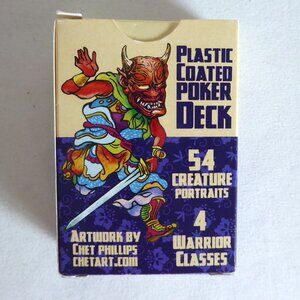 PLASTIC
COATED
POKER
DECK
54
CREATURE
PORTRAITS
4
WARRIOR
CLASSES
ARTWORK BY
CHET PHILLIPS
CHETART.COM